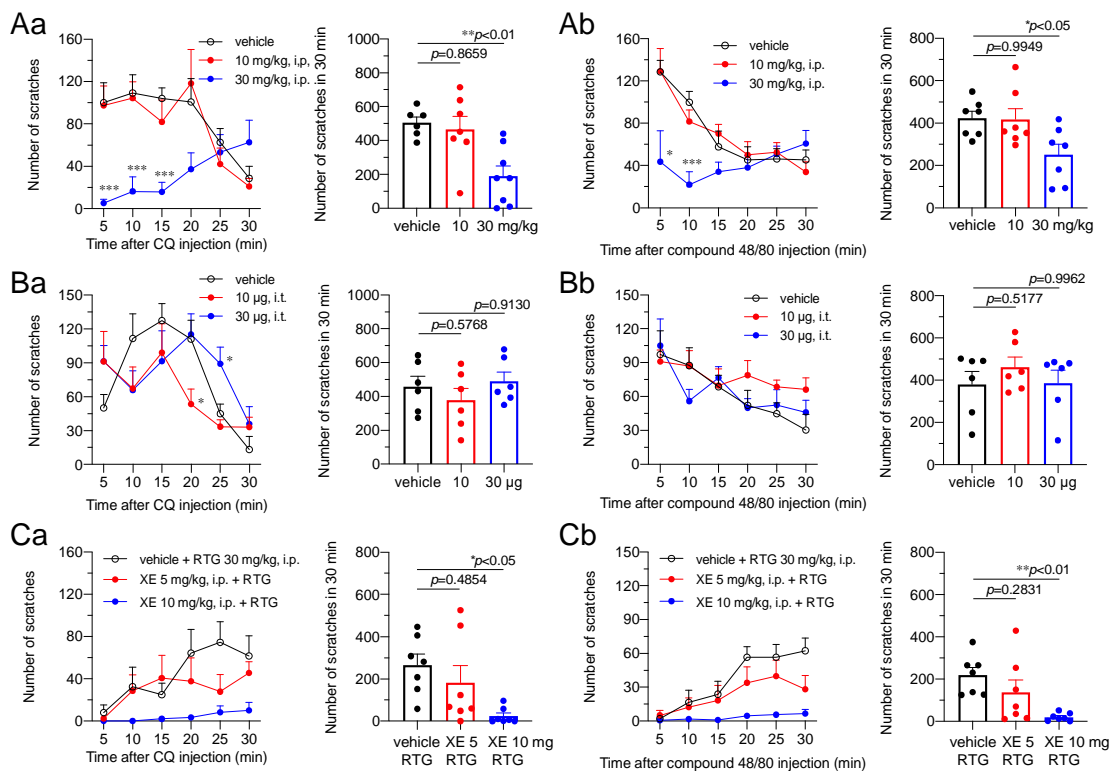 Aa
Number of scratches
160
120
80
40
0
vehicle
10 mg/kg, i.p,
30 mg/kg, i.p.
***
***
***
5 10 15 20 25 30
Time after CQ injection (min)
Number of scratches in 30 min
1000
800
600
400
200
0
**p<0.01
p=0.8659
vehicle 10 30 mg/kg
Ab
Number of scratches
160
120
80
40
0
vehicle
10 mg/kg, i.p.
30 mg/kg, i.p.
*
***
5 10 15 20 25 30
Time after compound 48/80 injection (min)
Number of scratches in 30 min
1000
800
600
400
200
0
*p<0.05
p=0.9949
vehicle 10 30 mg/kg
Ba
Number of scratches
150
120
90
60
30
0
vehicle
10 µg, i.t.
30 µg, i.t.
*
*
5 10 15 20 25 30
Time after CQ injection (min)
Number of scratches in 30 min
1000
800
600
400
200
0
p=0.9130
p=0.5768
vehicle 10 30 µg
Bb
Number of scratches
150
120
90
60
30
0
vehicle
10 µg, i.t.
30 µg, i.t.
5 10 15 20 25 30
Time after compound 48/80 injection (min)
Number of scratches in 30 min
800
600
400
200
0
p=0.9962
p=0.5177
vehicle 10 30 µg
Ca
Number of scratches
160
120
80
40
0
vehicle + RTG 30 mg/kg, i.p.
XE 5 mg/kg, i.p. + RTG
XE 10 mg/kg, i.p. + RTG
5 10 15 20 25 30
Time after CQ injection (min)
Number of scratches in 30 min
800
600
400
200
0
*p<0.05
p=0.4854
vehicle XE 5 XE 10 mg
RTG RTG RTG
Cb
Number of scratches
150
120
90
60
30
0
vehicle + RTG 30 mg/kg, i.p.
XE 5 mg/kg, i.p. + RTG
XE 10 mg/kg, i.p. + RTG
5 10 15 20 25 30
Time after compound 48/80 injection (min)
Number of scratches in 30 min
800
600
400
200
0
**p<0.01
p=0.2831
vehicle XE 5 XE 10 mg
RTG RTG RTG